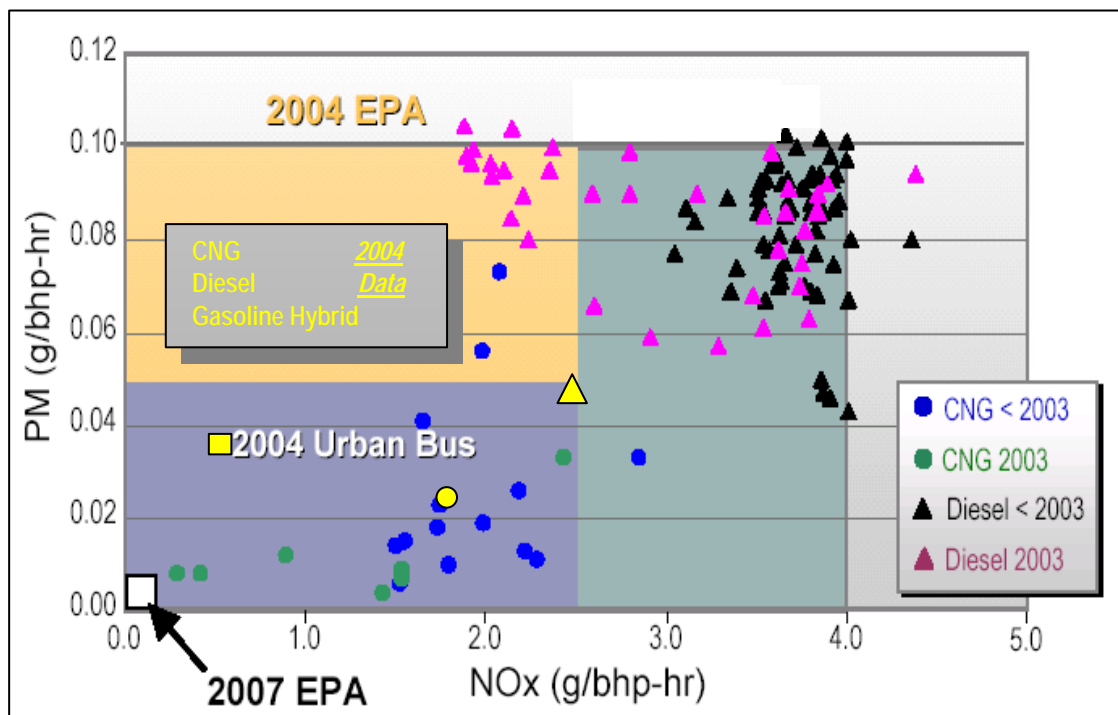 0.12
2004 EPA
0.10
0.08
CNG 2004
Diesel Data
Gasoline Hybrid
0.06
PM (g/bhp-hr)
0.04
2004 Urban Bus
0.02
0.00
CNG < 2003
CNG 2003
Diesel < 2003
Diesel 2003
0.0 1.0 2.0 3.0 4.0 5.0
NOx (g/bhp-hr)
2007 EPA